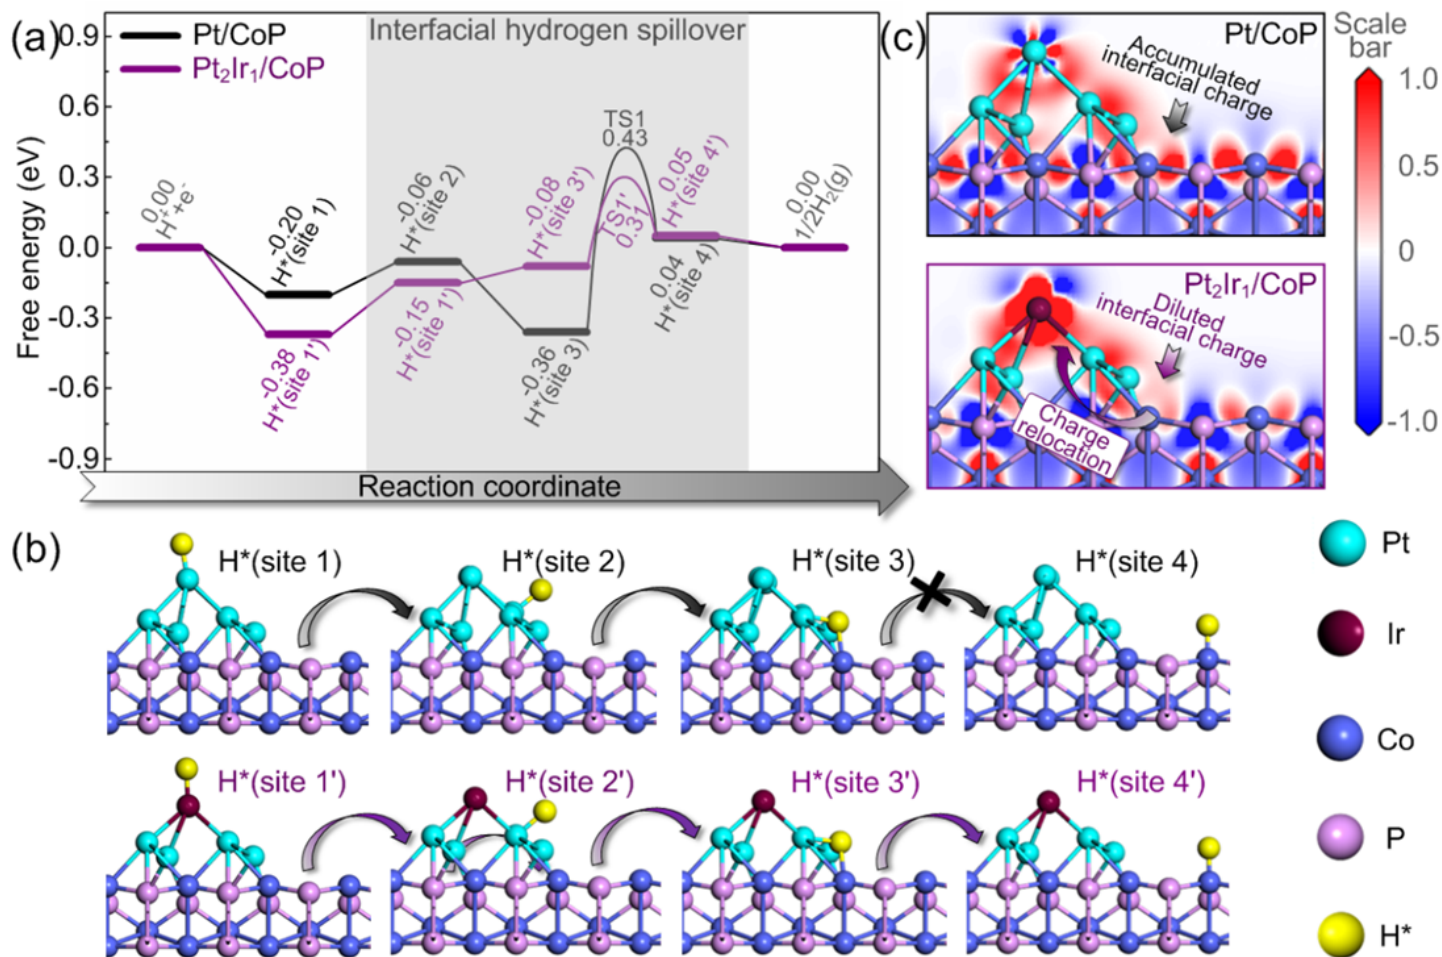 (a)
0.9
0.6
0.3
0.0
-0.3
-0.6
-0.9
Free energy (eV)
Pt/CoP
Pt₂Ir₁/CoP
Interfacial hydrogen spillover
0.00
H⁺+e⁻
-0.20
H*(site 1)
-0.38
H*(site 1')
-0.06
H*(site 2)
-0.15
H*(site 1')
-0.08
H*(site 3')
-0.36
H*(site 3)
TS1
0.43
TS1'
0.31
0.05
H*(site 4')
0.04
H*(site 4)
0.00
1/2H₂(g)
Reaction coordinate
(c)
Pt/CoP
Accumulated
interfacial charge
Pt₂Ir₁/CoP
Diluted
interfacial charge
Charge
relocation
Scale
bar
1.0
0.5
0
-0.5
-1.0
(b)
H*(site 1)
H*(site 2)
H*(site 3)
H*(site 4)
H*(site 1')
H*(site 2')
H*(site 3')
H*(site 4')
Pt
Ir
Co
P
H*